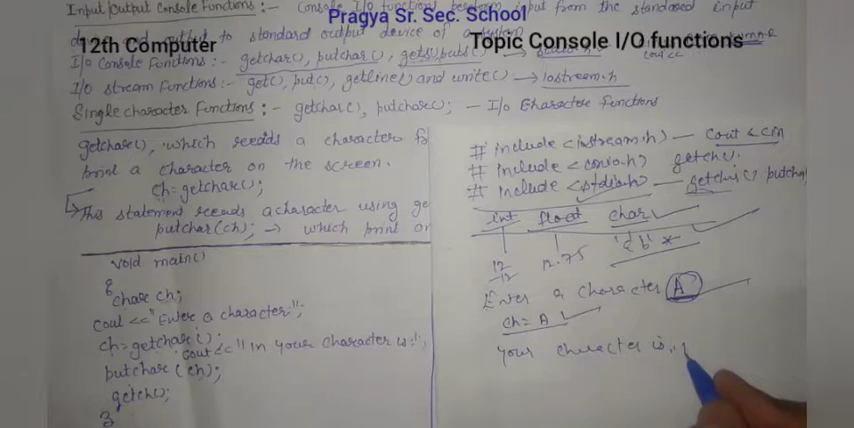 Pragya Sr. Sec. School
12th Computer
Topic Console I/O functions
Input/Output Console Functions :- Console I/O function perform input from the standard input
to standard output device of a system
I/O Console Functions :- getchar(), putchar(), gets(), puts()
I/O stream Functions :- get(), put(), getline() and write() → iostream.h
Single character Functions :- getchar(), putchar(); - I/O Character functions
getchar(), which reads a character
print a character on the screen.
ch=getchar();
This statement reads a character using ge
putchar(ch); → which print on
void main()
{
char ch;
cout <<"Enter a character:";
ch=getchar();
cout<<"In your character is:";
putchar (ch);
getch();
}
# include <iostream.h) — cout & cin
# include <conio.h) getch();
# include <stdio.h) — getchar() putchar
int float char
12 12.75 'd b' *
-12
Enter a character A
ch = A
Your character is..